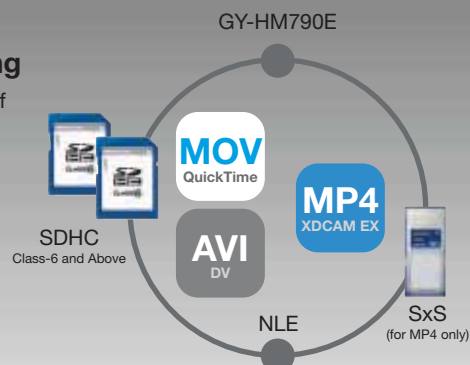 GY-HM790E
ng
f
MOV
QuickTime
MP4
XDCAM EX
AVI
DV
SDHC
Class-6 and Above
NLE
SxS
(for MP4 only)